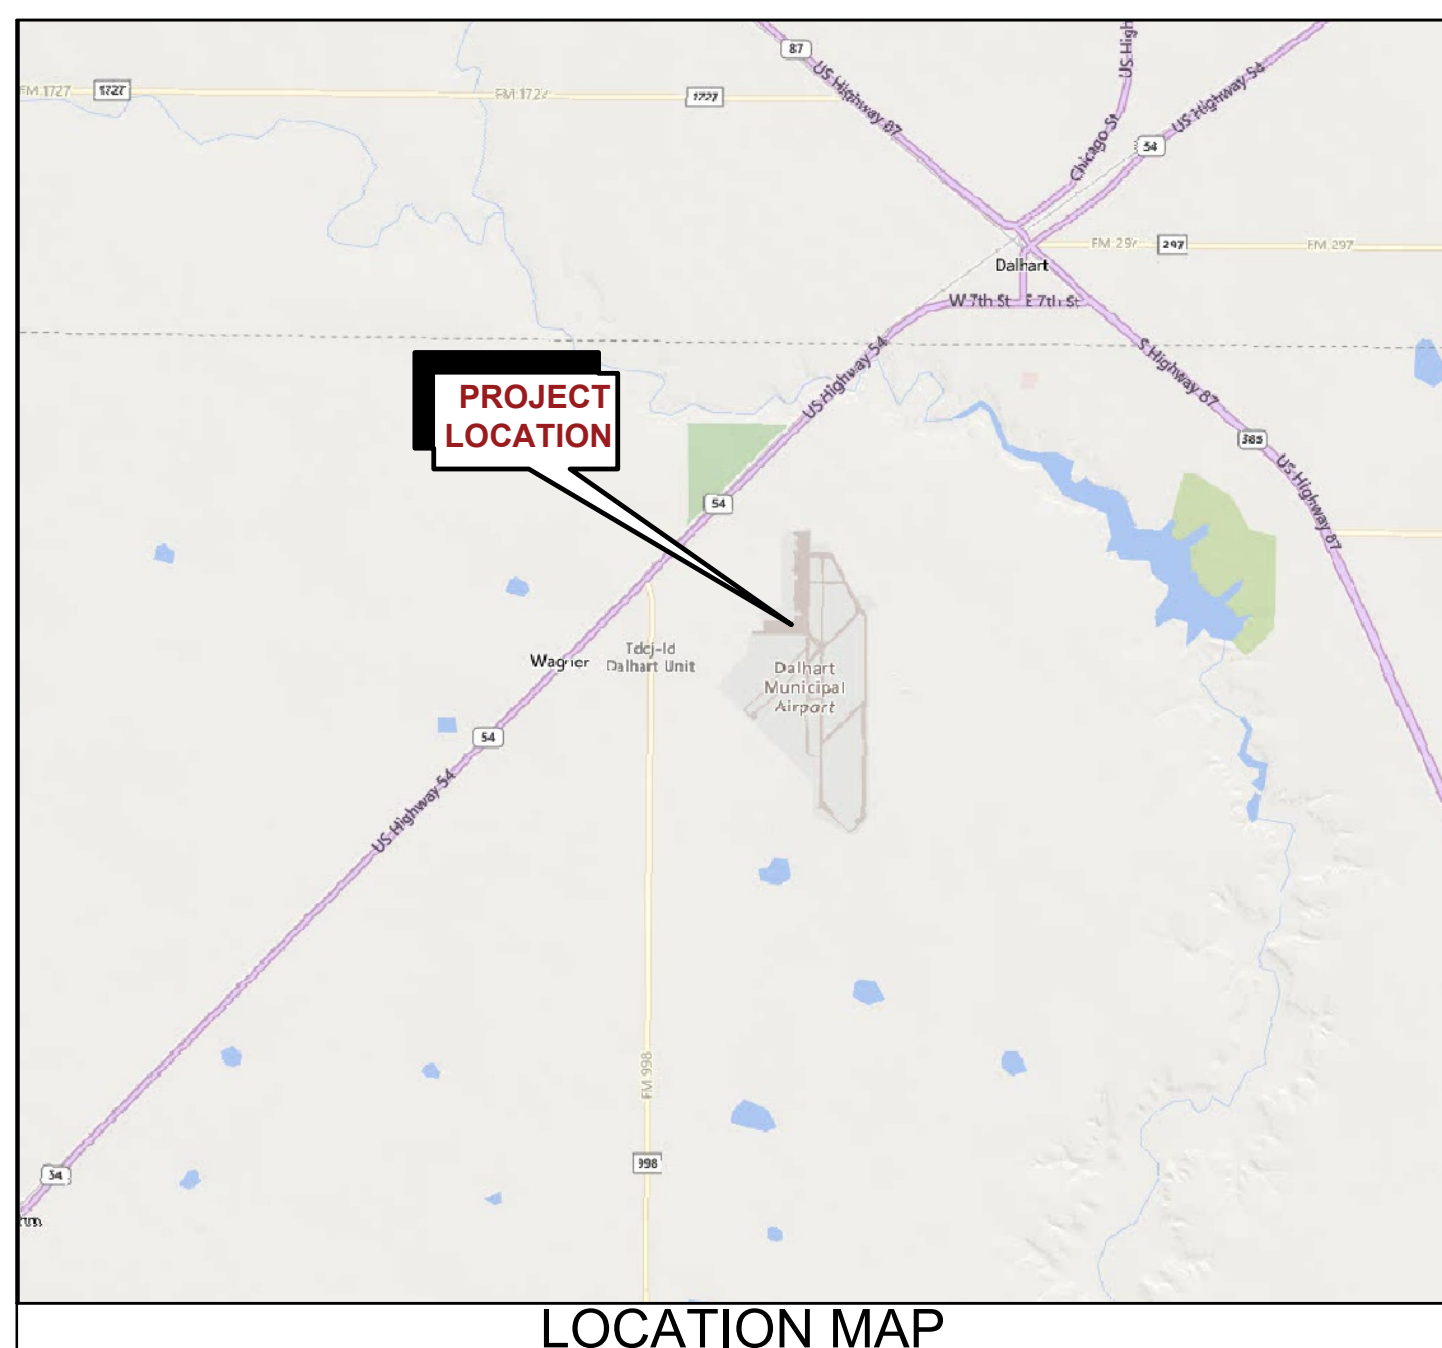 87
US High
US Highway 54
FM 1727
1727
FM 1727
1727
US Highway 87
Chicago St
54
FM 297
297
FM 297
Dalhart
W 7th St
E 7th St
US Highway 54
S Highway 87
PROJECT
LOCATION
385
US Highway 87
54
Wagner
Tdcj-Id
Dalhart Unit
Dalhart
Municipal
Airport
54
US Highway 54
FM 998
998
54
LOCATION MAP